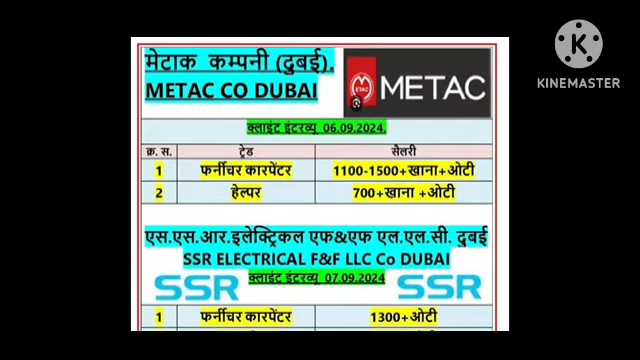 मेटाक कम्पनी (दुबई).
METAC CO DUBAI
METAC
METAC
KINEMASTER
क्लाइंट इंटरव्यू 06.09.2024.
क्र. स. ट्रेड सैलरी
1 फर्नीचर कारपेंटर 1100-1500+खाना+ओटी
2 हेल्पर 700+खाना +ओटी
एस.एस.आर.इलेक्ट्रिकल एफ&एफ एल.एल.सी. दुबई
SSR ELECTRICAL F&F LLC Co DUBAI
क्लाइंट इंटरव्यू 07.09.2024
SSR
SSR
1 फर्नीचर कारपेंटर 1300+ओटी